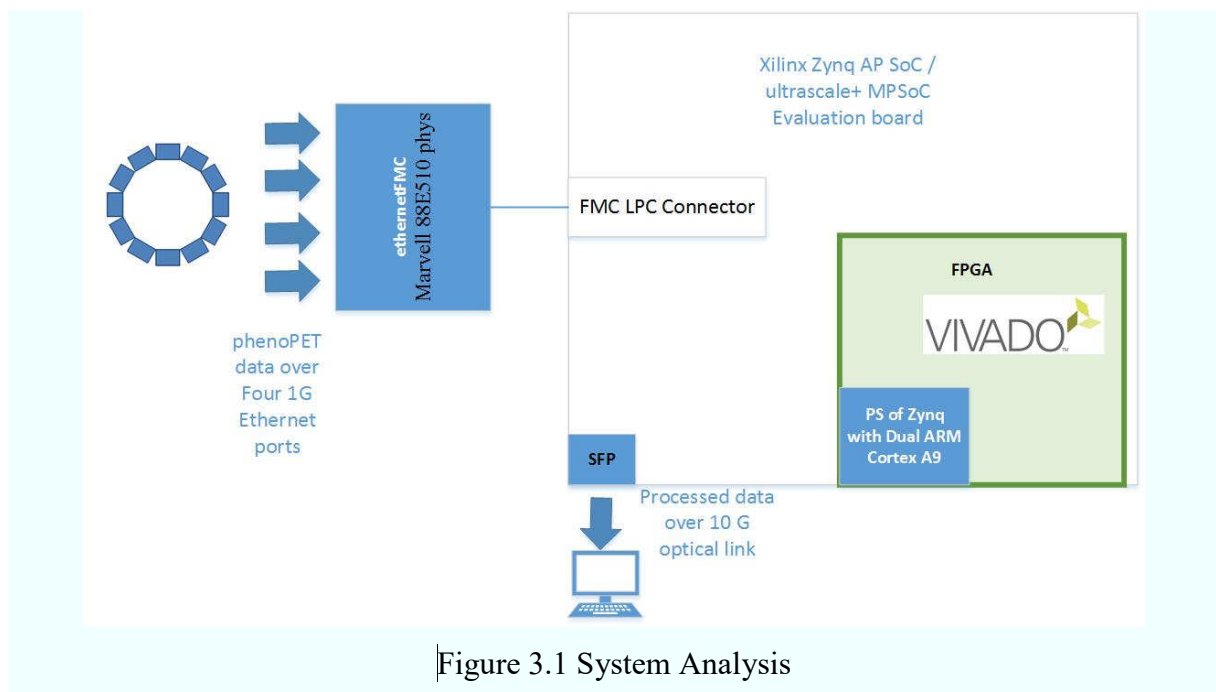 Xilinx Zynq AP SoC /
ultrascale+ MPSoC
Evaluation board
ethernetFMC
Marvell 88E510 phys
FMC LPC Connector
FPGA
VIVADO™
phenoPET
data over
Four 1G
Ethernet
ports
PS of Zynq
with Dual ARM
Cortex A9
SFP
Processed data
over 10 G
optical link
Figure 3.1 System Analysis